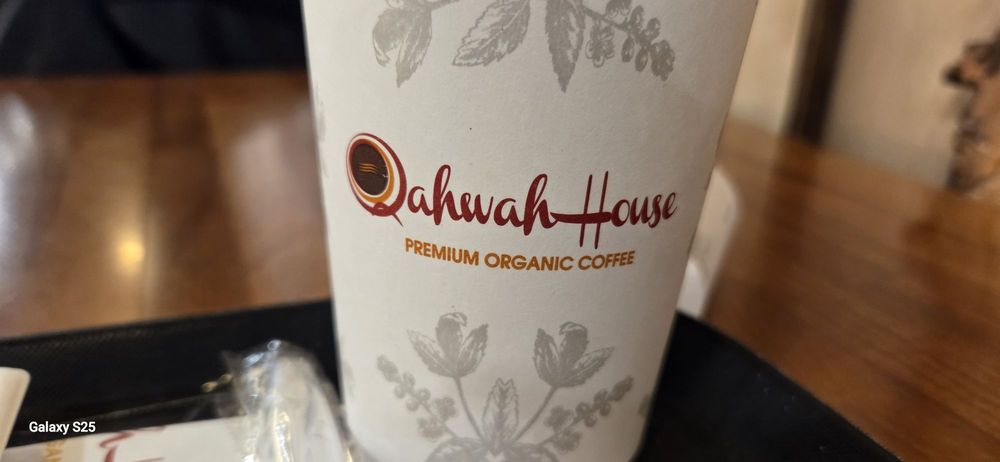 Qahwah House
PREMIUM ORGANIC COFFEE
Galaxy S25